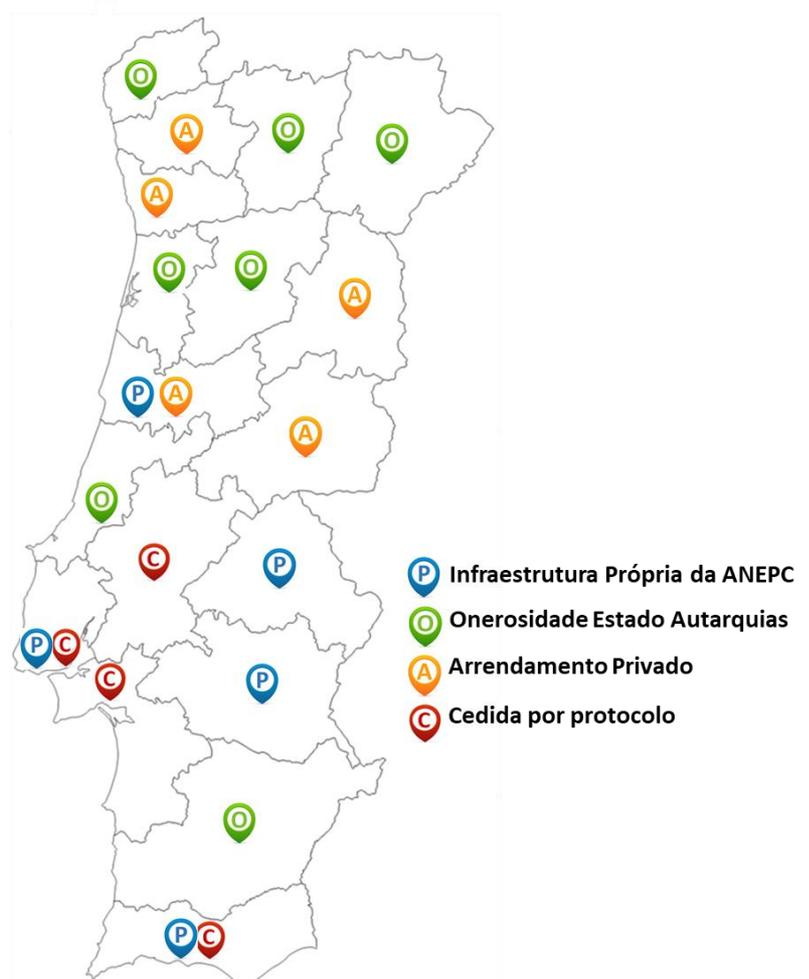 O
A
O
O
A
O
O
A
P A
A
O
C
P
P C
C
P
O
P C
P Infraestrutura Própria da ANEPC
O Onerosidade Estado Autarquias
A Arrendamento Privado
C Cedida por protocolo